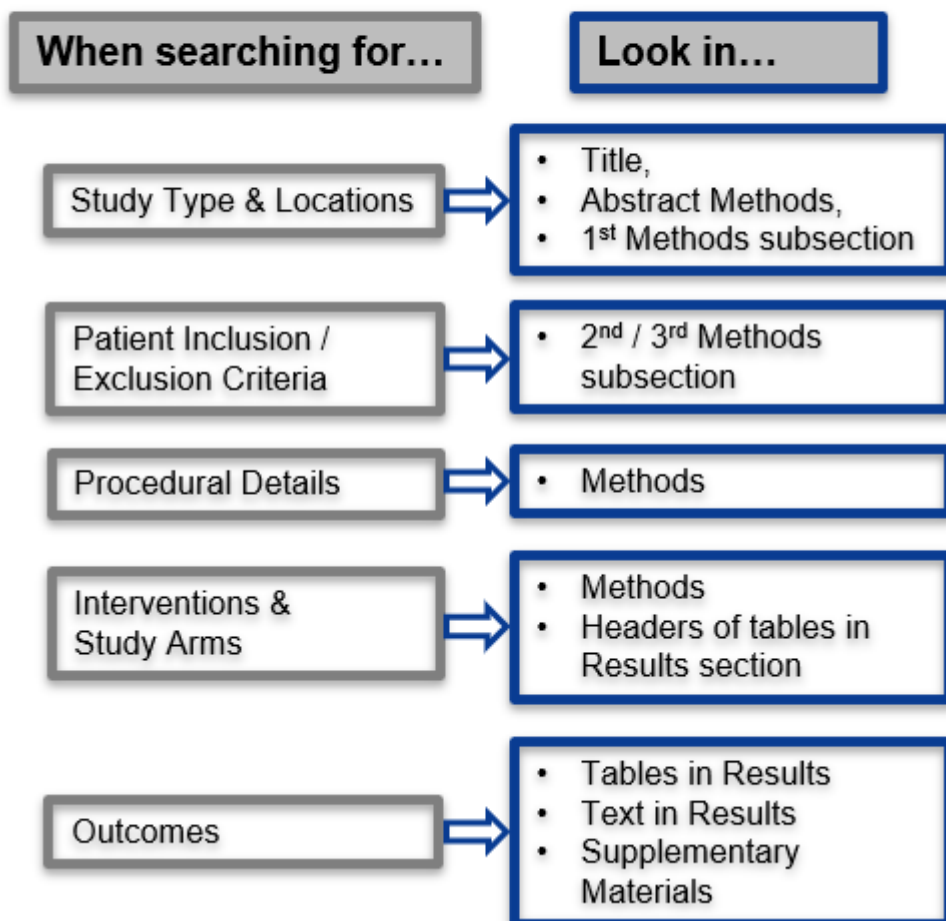 When searching for…
Look in…
Study Type & Locations
• Title,
• Abstract Methods,
• 1st Methods subsection
Patient Inclusion /
Exclusion Criteria
• 2nd / 3rd Methods
subsection
Procedural Details
• Methods
Interventions &
Study Arms
• Methods
• Headers of tables in
Results section
Outcomes
• Tables in Results
• Text in Results
• Supplementary
Materials